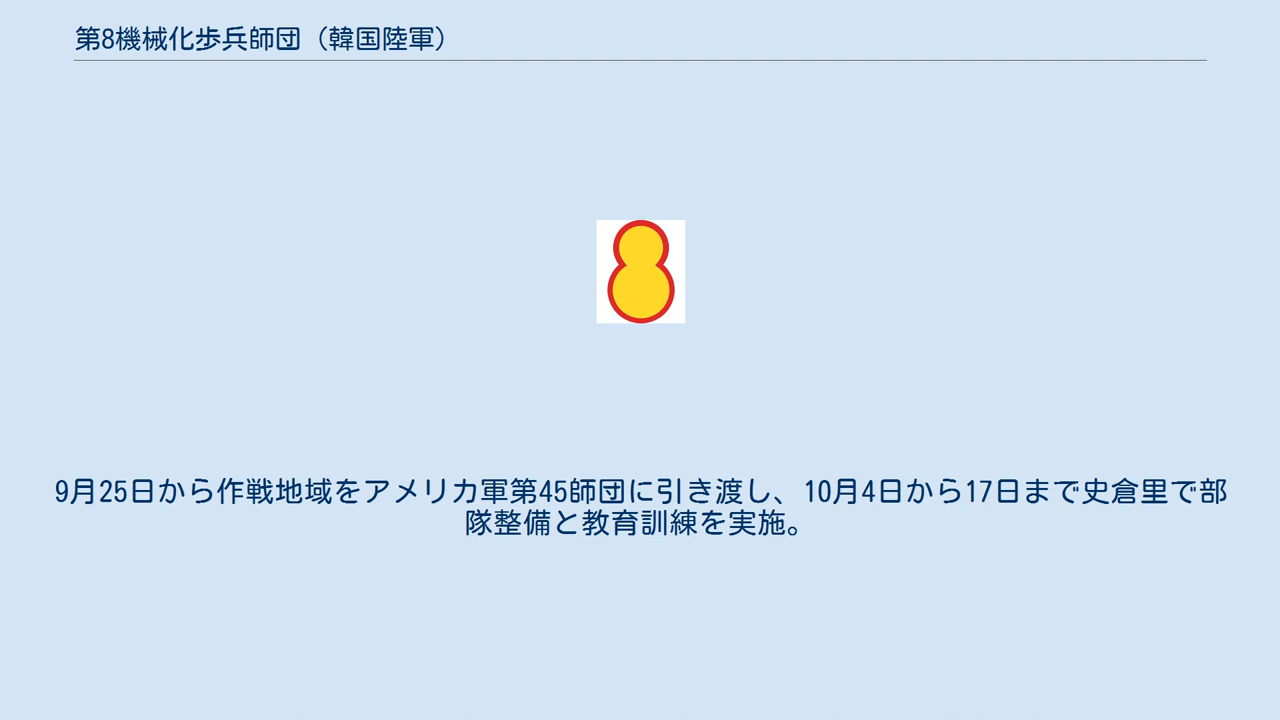 第8機械化歩兵師団（韓国陸軍）
9月25日から作戦地域をアメリカ軍第45師団に引き渡し、10月4日から17日まで史倉里で部
隊整備と教育訓練を実施。